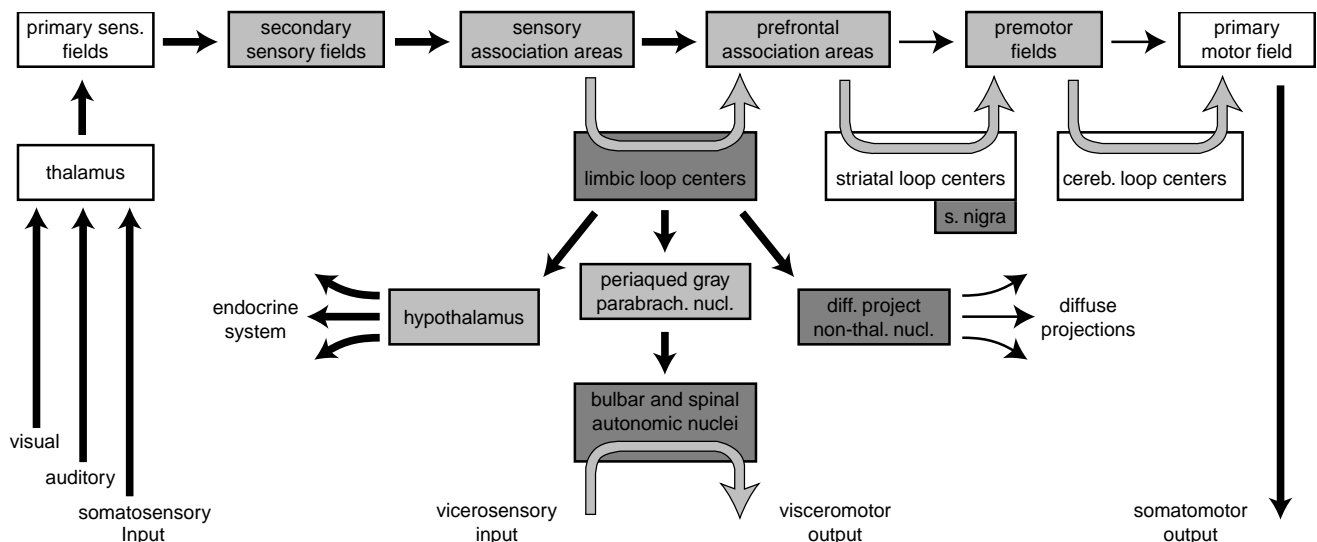 primary sens.
fields
secondary
sensory fields
sensory
association areas
prefrontal
association areas
premotor
fields
primary
motor field
thalamus
limbic loop centers
striatal loop centers
cereb. loop centers
s. nigra
endocrine
system
hypothalamus
periaqued gray
parabrach. nucl.
diff. project
non-thal. nucl.
diffuse
projections
bulbar and spinal
autonomic nuclei
visual
auditory
somatosensory
Input
vicerosensory
input
visceromotor
output
somatomotor
output